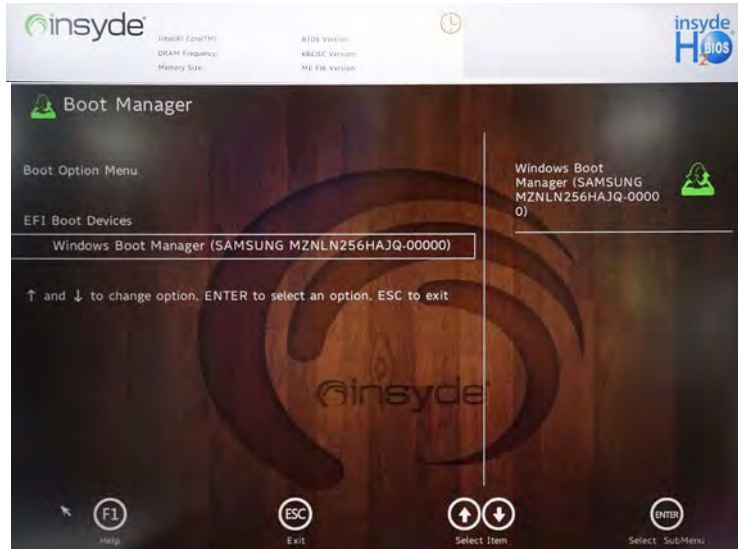 insyde
Intel(R) Core(TM)
DRAM Frequency:
Memory Size:
BIOS Version:
KBC/EC Version:
ME FW Version:
insyde
H2O BIOS
Boot Manager
Boot Option Menu
EFI Boot Devices
Windows Boot Manager (SAMSUNG MZNLN256HAJQ-00000)
↑ and ↓ to change option, ENTER to select an option, ESC to exit
Windows Boot
Manager (SAMSUNG
MZNLN256HAJQ-0000
0)
insyde
F1
Help
ESC
Exit
Select Item
ENTER
Select SubMenu